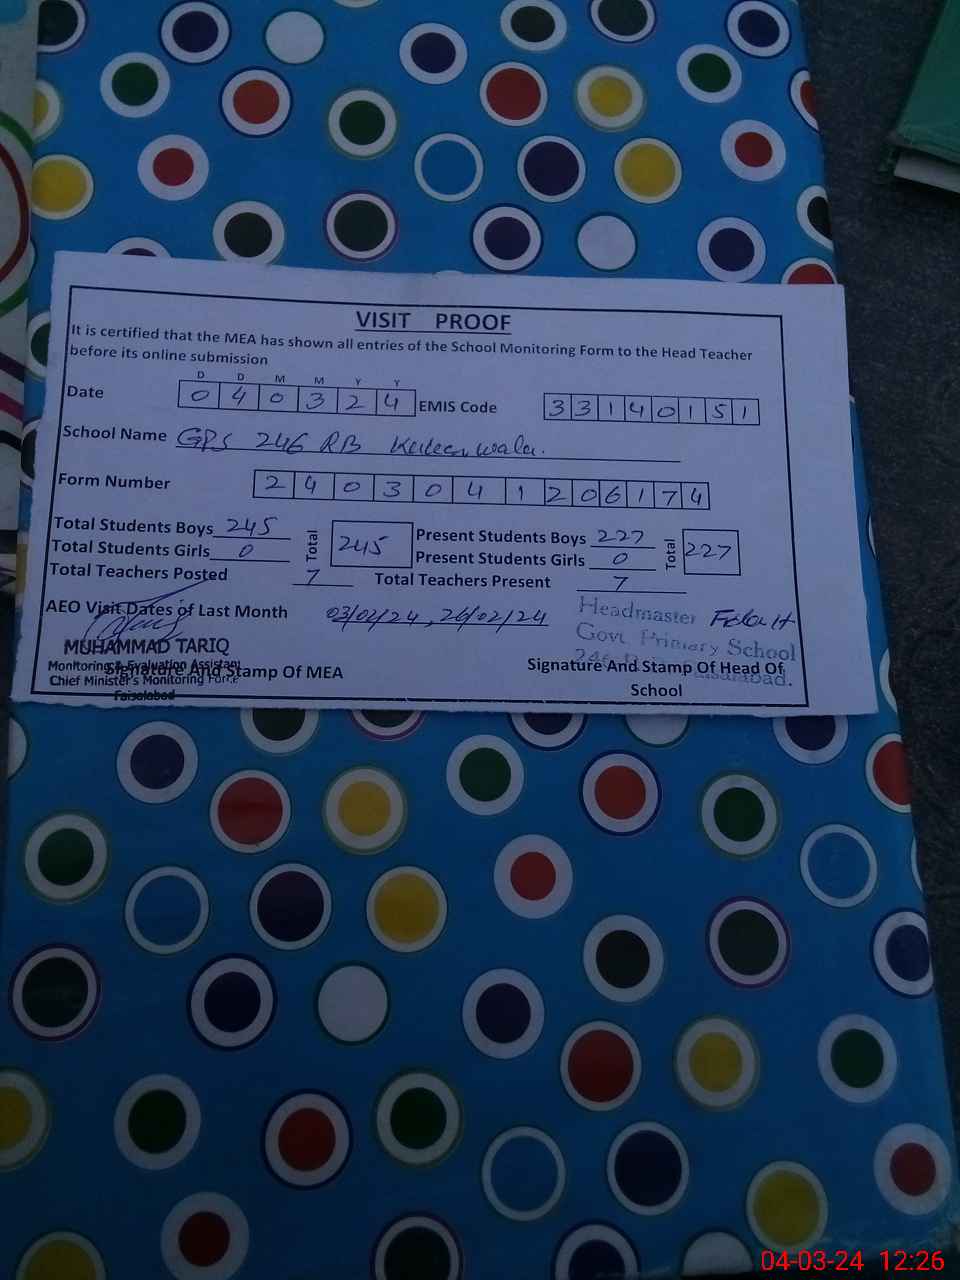 VISIT PROOF
It is certified that the MEA has shown all entries of the School Monitoring Form to the Head Teacher
before its online submission
D D M M Y Y
Date 0 4 0 3 2 4 EMIS Code 3 3 1 4 0 1 5 1
School Name GPS 246 RB
Form Number 2 4 0 3 0 4 1 2 0 6 1 7 4
Total Students Boys 245 Total 245 Present Students Boys 227 Total 227
Total Students Girls 0 Present Students Girls 0
Total Teachers Posted 7 Total Teachers Present 7
AEO Visit Dates of Last Month 03/02/24, 26/02/24
Headmaster
Govt. Primary School
MUHAMMAD TARIQ
Monitoring & Evaluation Assistant
Signature And Stamp Of MEA
Chief Minister's Monitoring Force
Faisalabad
Signature And Stamp Of Head Of
School
04-03-24 12:26